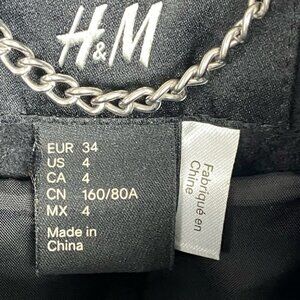 H&M
EUR 34
US 4
CA 4
CN 160/80A
MX 4
Made in
China
Fabriqué en
Chine